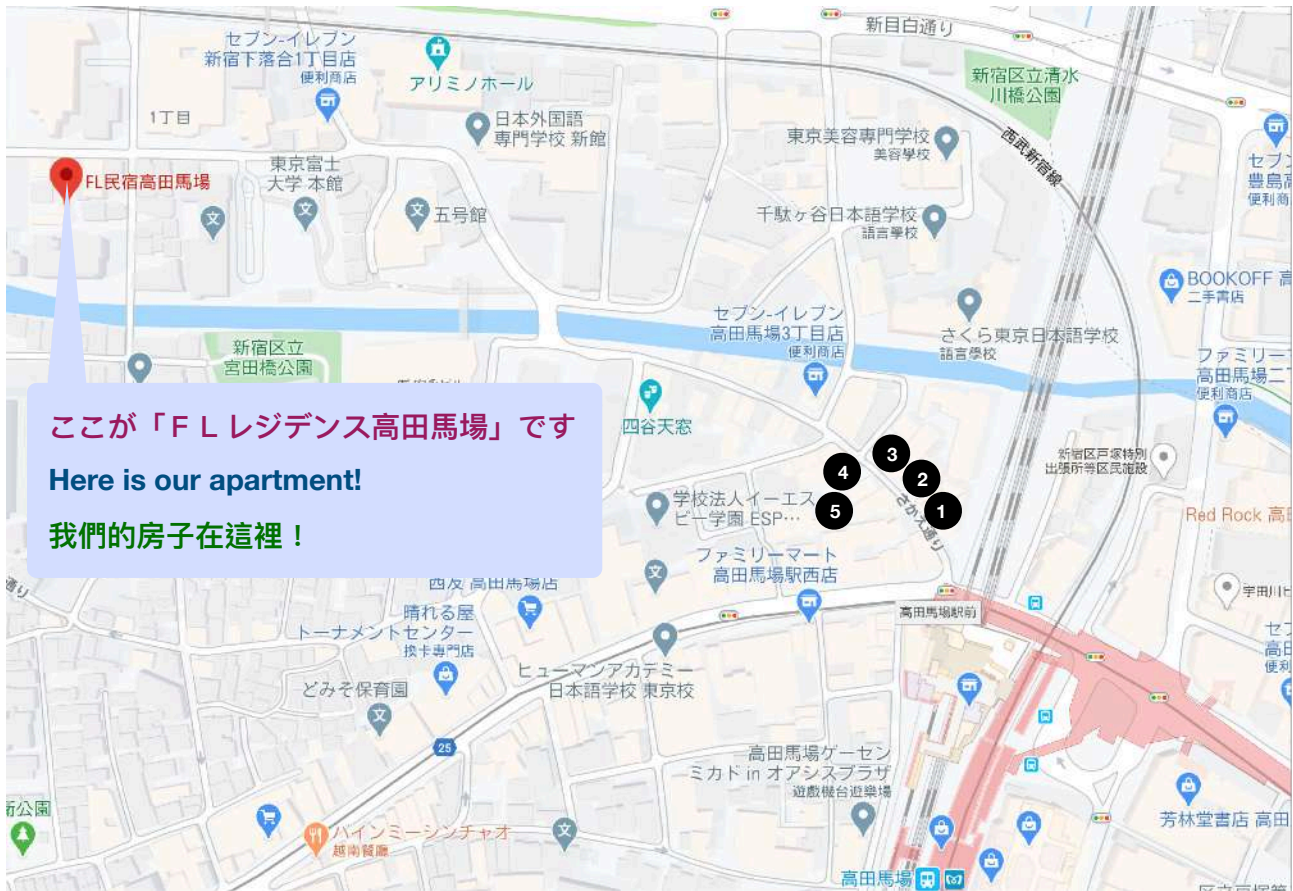 新目白通り
セブン-イレブン
新宿下落合1丁目店
便利商店
アリミノホール
新宿区立清水
川橋公園
1丁目
日本外国語
専門学校 新館
東京美容専門学校
美容學校
西武新宿線
セブン
豊島高
便利商
FL民宿高田馬場
東京富士
大学 本館
五号館
千駄ヶ谷日本語学校
語言學校
BOOKOFF 高
二手書店
セブン-イレブン
高田馬場3丁目店
便利商店
さくら東京日本語学校
語言學校
新宿区立
宮田橋公園
ファミリー
高田馬場二
便利商店
ここが「FLレジデンス高田馬場」です
Here is our apartment!
我們的房子在這裡!
四谷天窓
3
4
2
5
1
さかえ通り
新宿区戸塚特別
出張所等区民施設
学校法人イーエス
ビー学園 ESP…
Red Rock 高
ファミリーマート
高田馬場駅西店
西友 高田馬場店
高田馬場駅前
宇田川ビ
晴れる屋
トーナメントセンター
換卡專門店
ヒューマンアカデミー
日本語学校 東京校
どみそ保育園
25
高田馬場ゲーセン
ミカド in オアシスプラザ
遊戲機台遊樂場
ハインミーシンチャオ
越南餐廳
芳林堂書店 高田
高田馬場